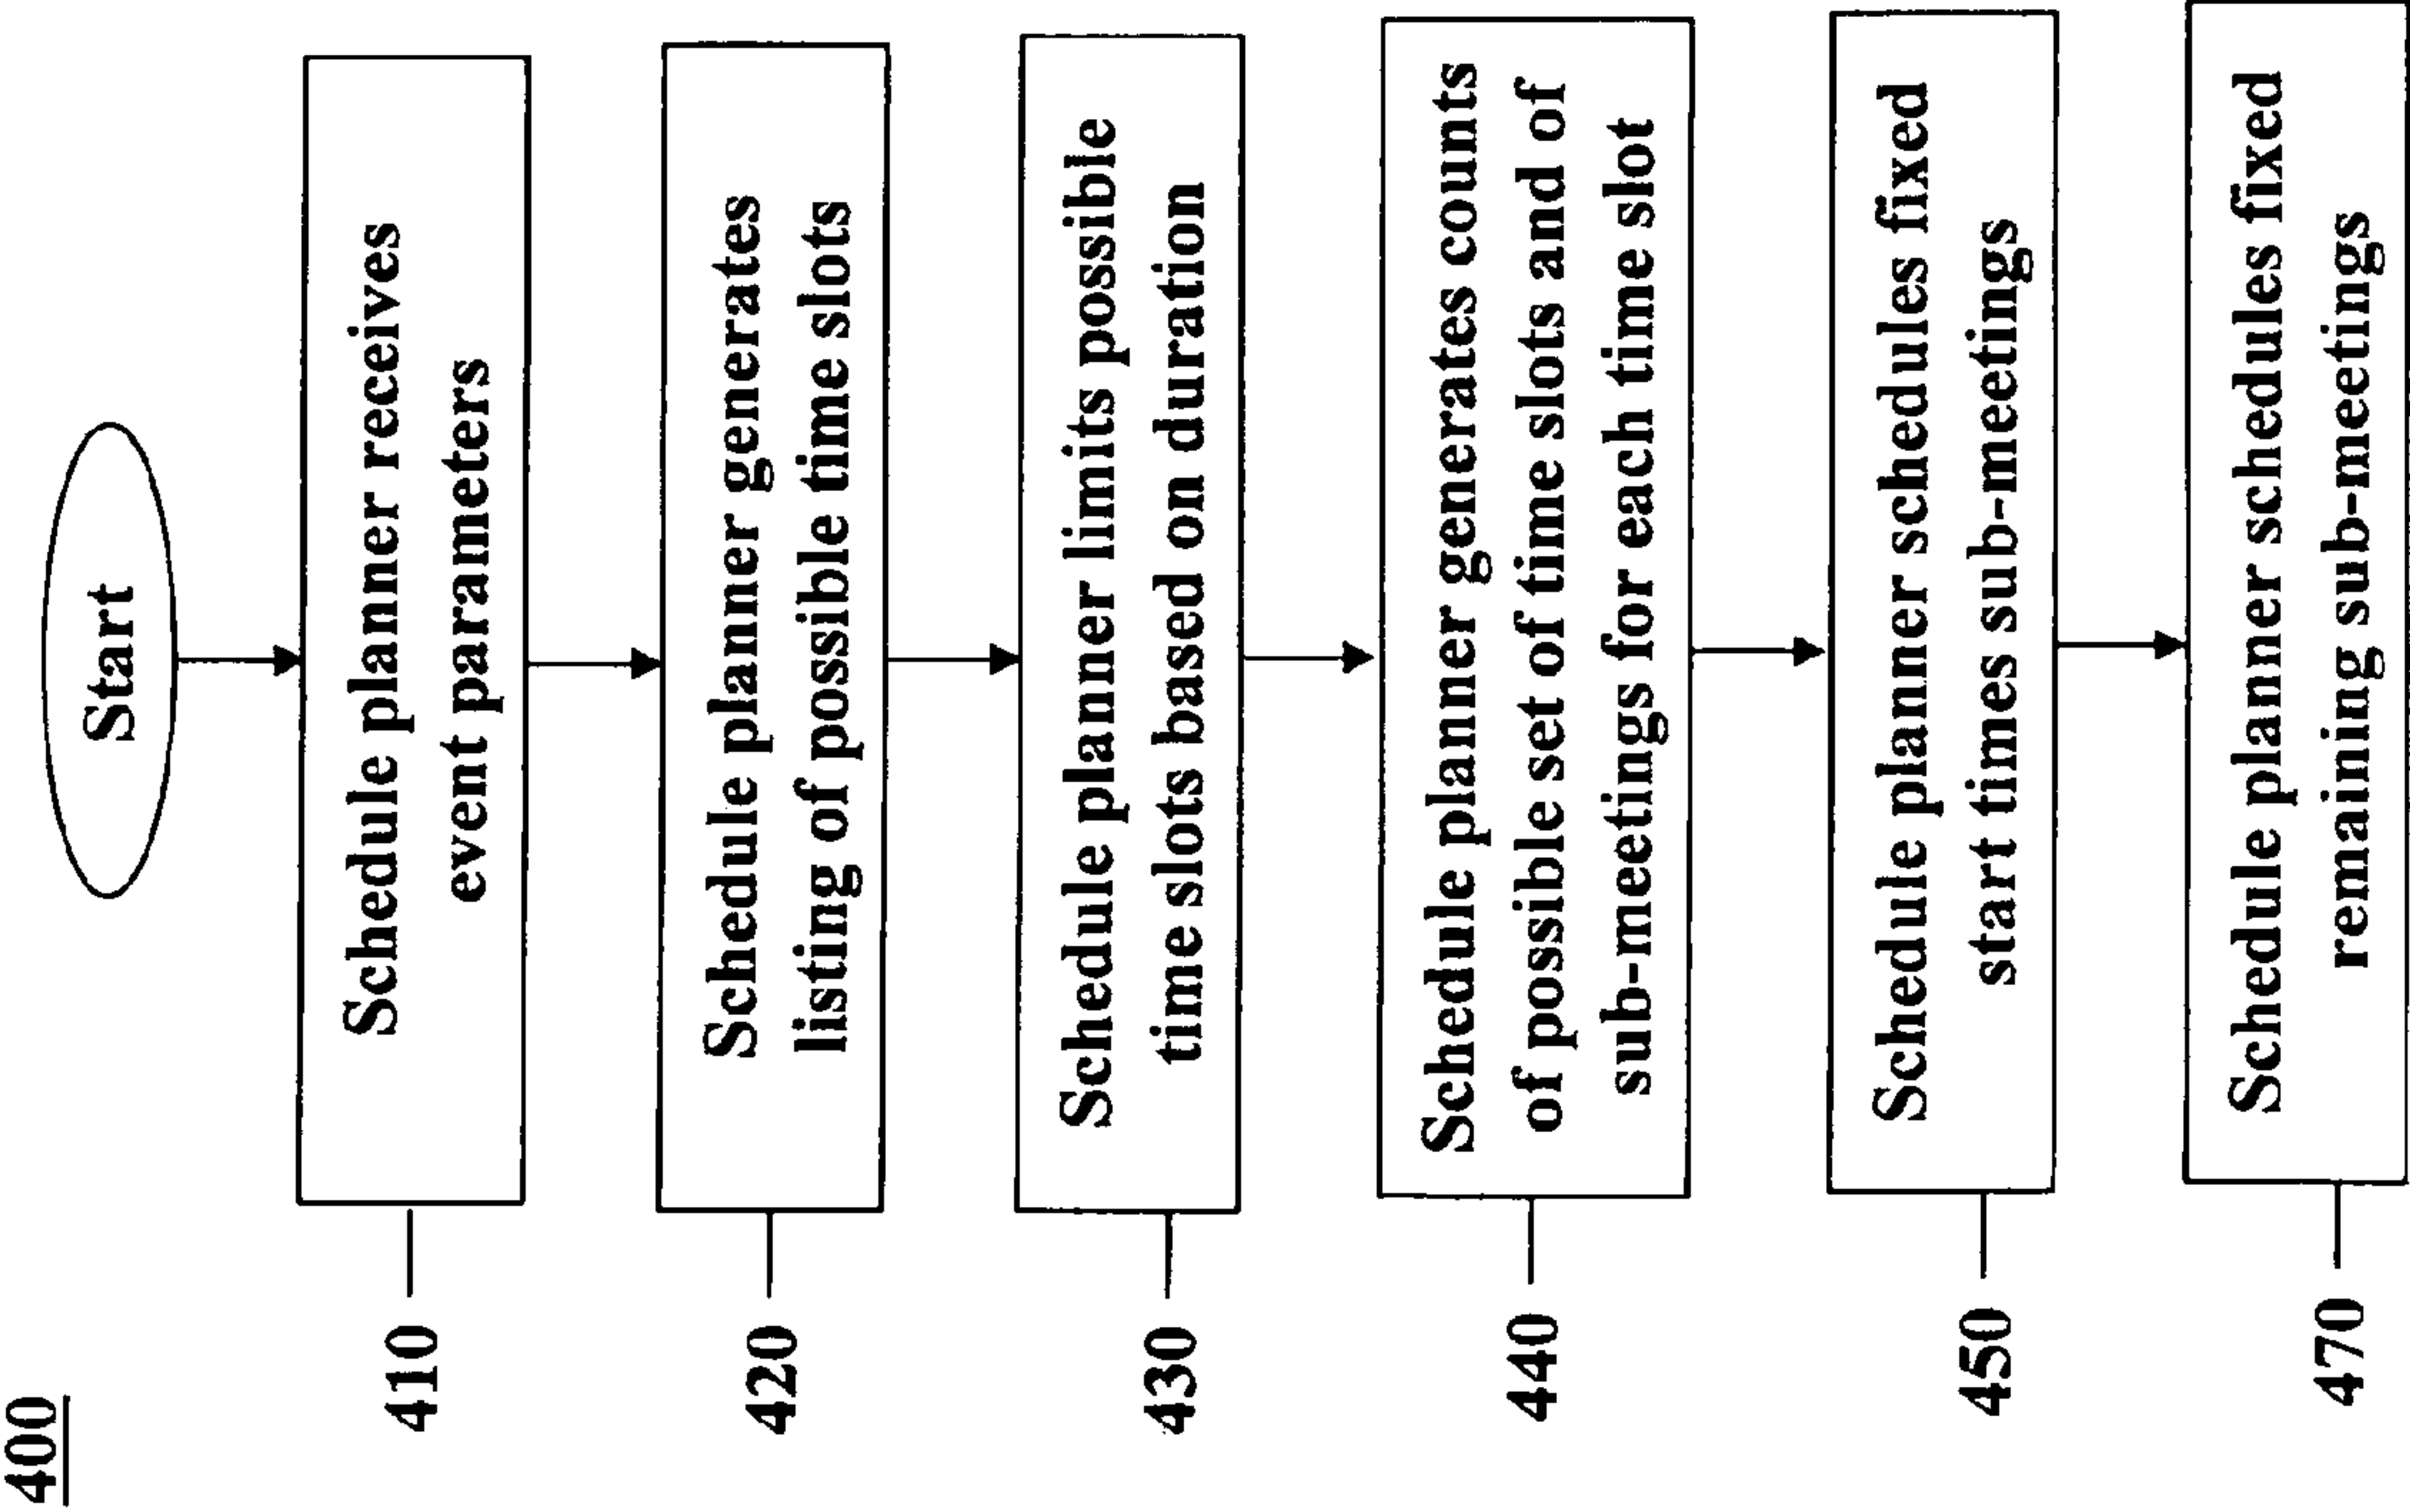 400
Start
410
Schedule planner receives
event parameters
420
Schedule planner generates
listing of possible time slots
430
Schedule planner limits possible
time slots based on duration
440
Schedule planner generates counts
of possible set of time slots and of
sub-meetings for each time slot
450
Schedule planner schedules fixed
start times sub-meetings
470
Schedule planner schedules fixed
remaining sub-meetings